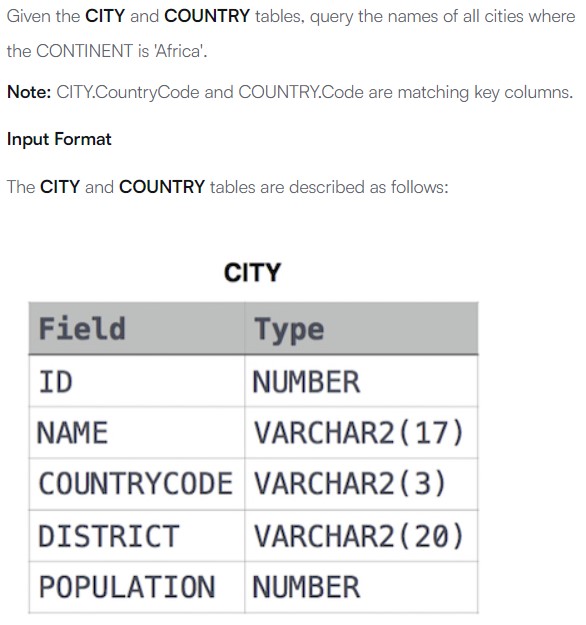 Given the CITY and COUNTRY tables, query the names of all cities where
the CONTINENT is 'Africa'.
Note: CITY.CountryCode and COUNTRY.Code are matching key columns.
Input Format
The CITY and COUNTRY tables are described as follows:
CITY
Field Type
ID NUMBER
NAME VARCHAR2(17)
COUNTRYCODE VARCHAR2(3)
DISTRICT VARCHAR2(20)
POPULATION NUMBER